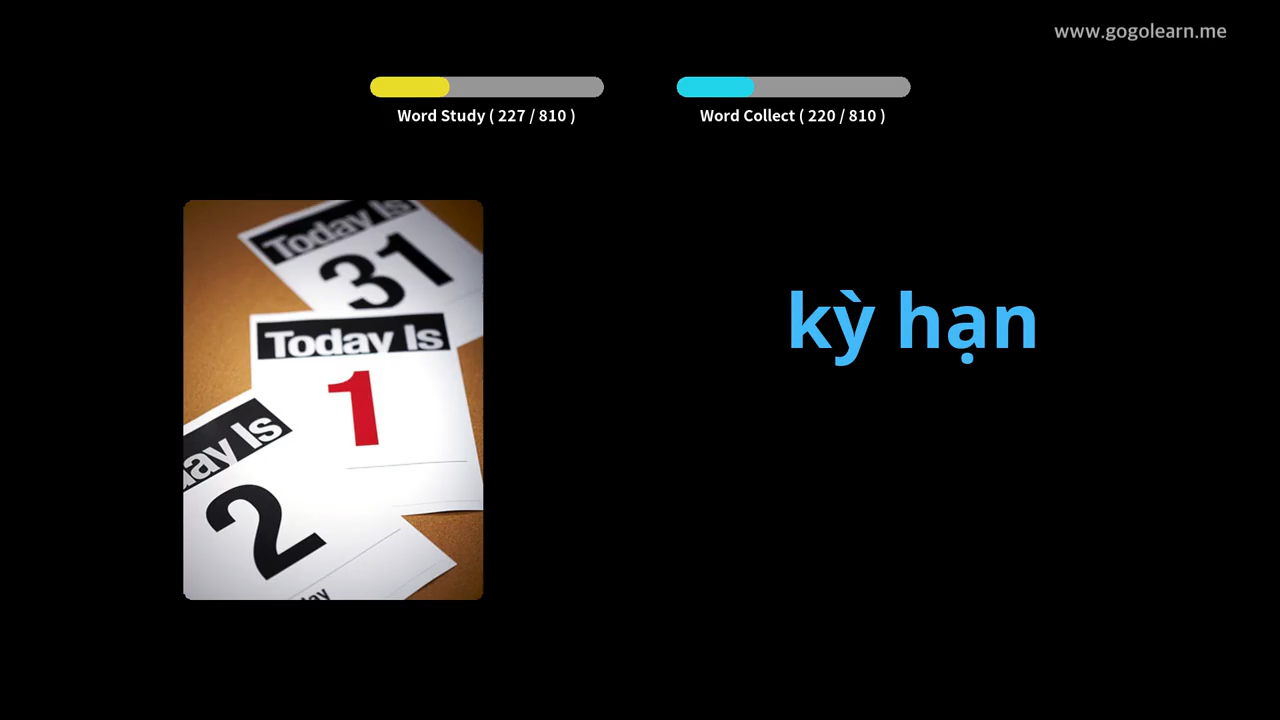 www.gogolearn.me
Word Study ( 227 / 810 )
Word Collect ( 220 / 810 )
Today Is
31
Today Is
1
day Is
2
kỳ hạn